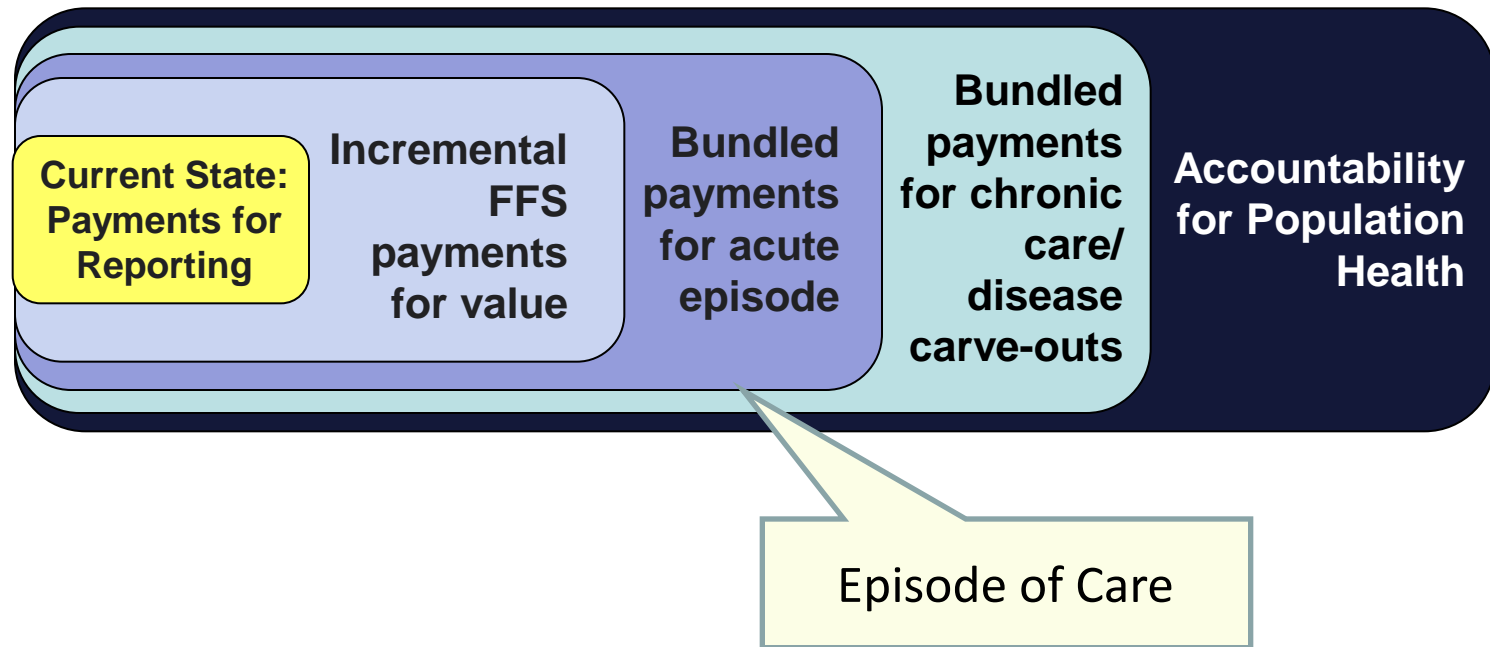 Current State:
Payments for
Reporting
Incremental
FFS
payments
for value
Bundled
payments
for acute
episode
Bundled
payments
for chronic
care/
disease
carve-outs
Accountability
for Population
Health
Episode of Care